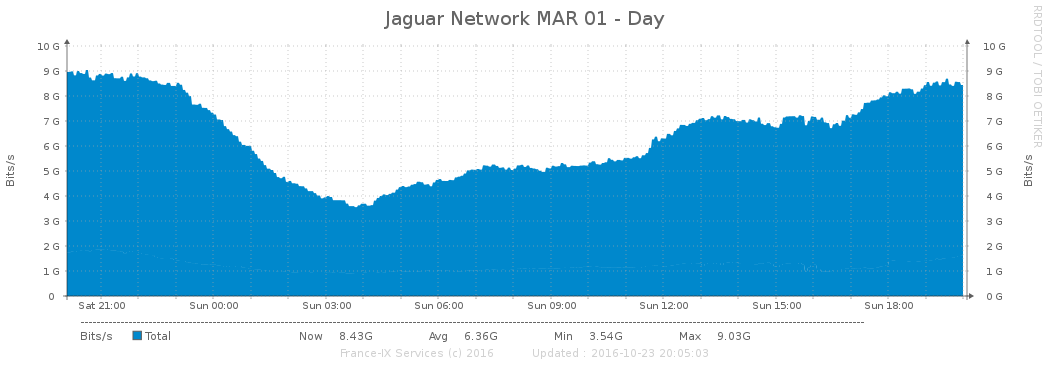 Jaguar Network MAR 01 - Day
RRDTOOL / TOBI OETIKER
10 G 10 G
9 G 9 G
8 G 8 G
7 G 7 G
6 G 6 G
5 G 5 G
4 G 4 G
3 G 3 G
2 G 2 G
1 G 1 G
0 0 G
Bits/s
Bits/s
Sat 21:00 Sun 00:00 Sun 03:00 Sun 06:00 Sun 09:00 Sun 12:00 Sun 15:00 Sun 18:00
Bits/s Total Now 8.43G Avg 6.36G Min 3.54G Max 9.03G
France-IX Services (c) 2016 Updated : 2016-10-23 20:05:03